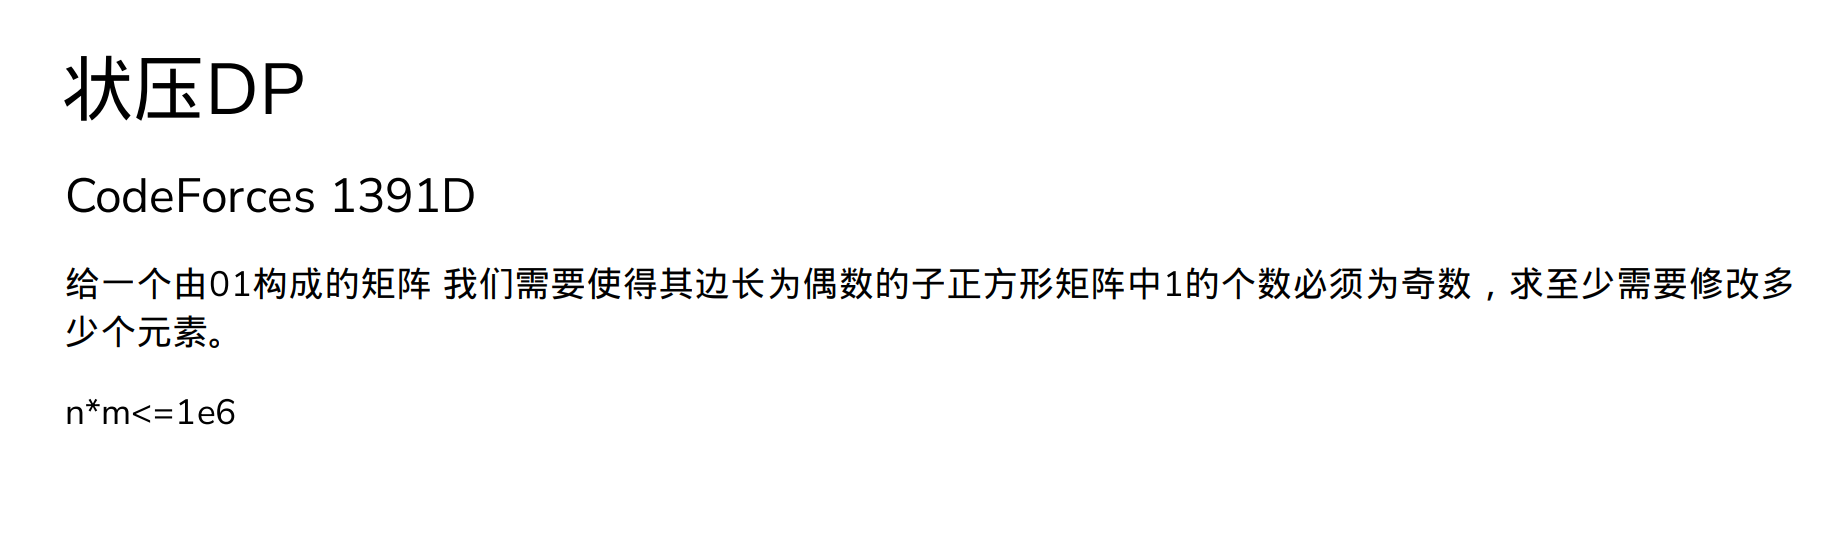 状压DP
CodeForces 1391D
给一个由01构成的矩阵 我们需要使得其边长为偶数的子正方形矩阵中1的个数必须为奇数，求至少需要修改多
少个元素。
n*m<=1e6